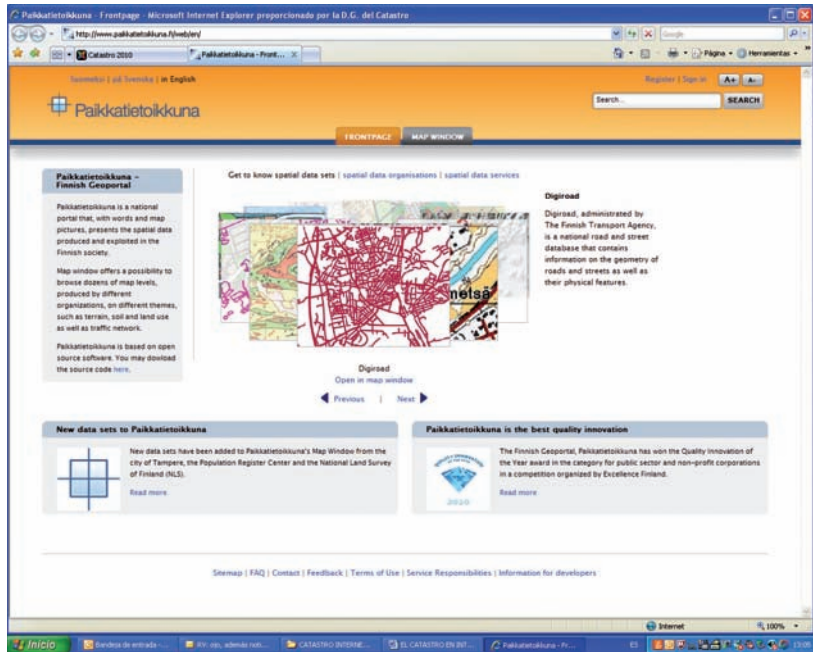 Paikkatietoikkuna - Frontpage - Microsoft Internet Explorer proporcionado por la D.G. del Catastro
http://www.paikkatietoikkuna.fi/web/en/
Google
Catastro 2010
Paikkatietoikkuna - Front...
Página
Herramientas
Suomeksi | på Svenska | in English
Register | Sign in
A+
A-
Paikkatietoikkuna
Search...
SEARCH
FRONTPAGE
MAP WINDOW
Paikkatietoikkuna –
Finnish Geoportal
Paikkatietoikkuna is a national
portal that, with words and map
pictures, presents the spatial data
produced and exploited in the
Finnish society.
Map window offers a possibility to
browse dozens of map levels,
produced by different
organizations, on different themes,
such as terrain, soil and land use
as well as traffic network.
Paikkatietoikkuna is based on open
source software. You may dowload
the source code here.
Get to know spatial data sets | spatial data organisations | spatial data services
netsä
Digiroad
Open in map window
Previous | Next
Digiroad
Digiroad, administrated by
The Finnish Transport Agency,
is a national road and street
database that contains
information on the geometry of
roads and streets as well as
their physical features.
New data sets to Paikkatietoikkuna
New data sets have been added to Paikkatietoikkuna's Map Window from the
city of Tampere, the Population Register Center and the National Land Survey
of Finland (NLS).
Read more
Paikkatietoikkuna is the best quality innovation
The Finnish Geoportal, Paikkatietoikkuna has won the Quality Innovation of
the Year award in the category for public sector and non-profit corporations
in a competition organized by Excellence Finland.
Read more
Sitemap | FAQ | Contact | Feedback | Terms of Use | Service Responsibilities | Information for developers
Internet
100%
Inicio
Bandeja de entrada -...
CATASTRO INTERNE...
EL CATASTRO EN INT...
Paikkatietoikkuna - Fr...
ES
13:05